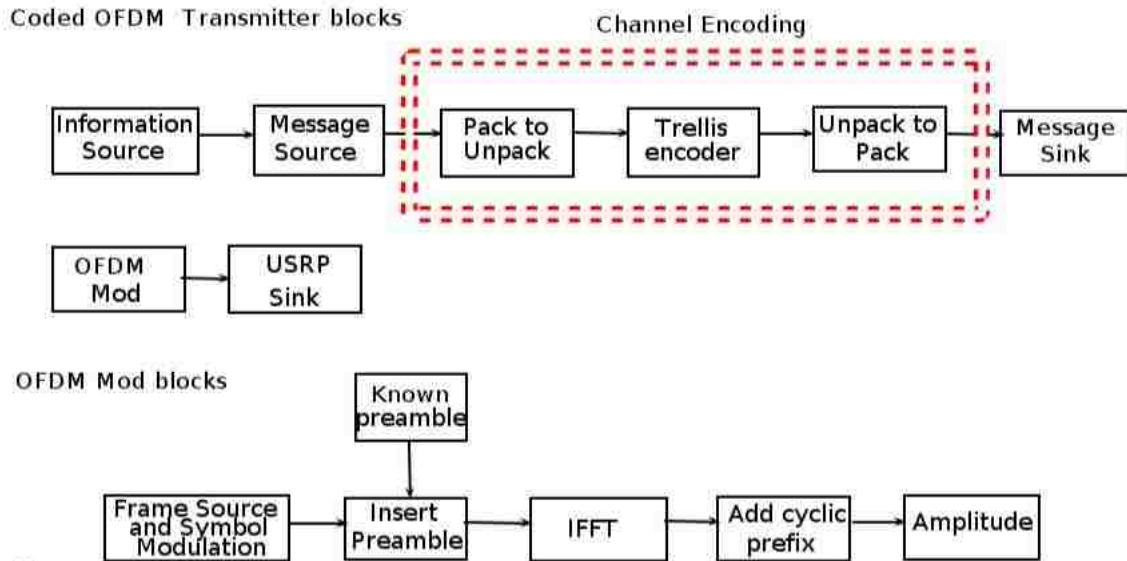 Coded OFDM Transmitter blocks
Channel Encoding
Information
Source
Message
Source
Pack to
Unpack
Trellis
encoder
Unpack to
Pack
Message
Sink
OFDM
Mod
USRP
Sink
OFDM Mod blocks
Known
preamble
Frame Source
and Symbol
Modulation
Insert
Preamble
IFFT
Add cyclic
prefix
Amplitude